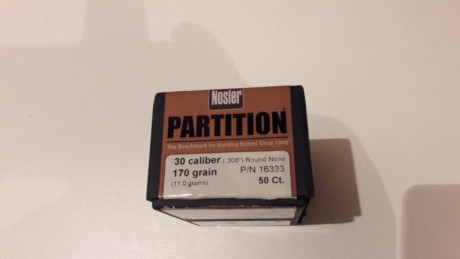 Nosler
PARTITION
The Benchmark for Hunting Bullets Since 1948
30 caliber (.308") Round Nose
170 grain P/N 16333
(11.0 grams) 50 Ct.